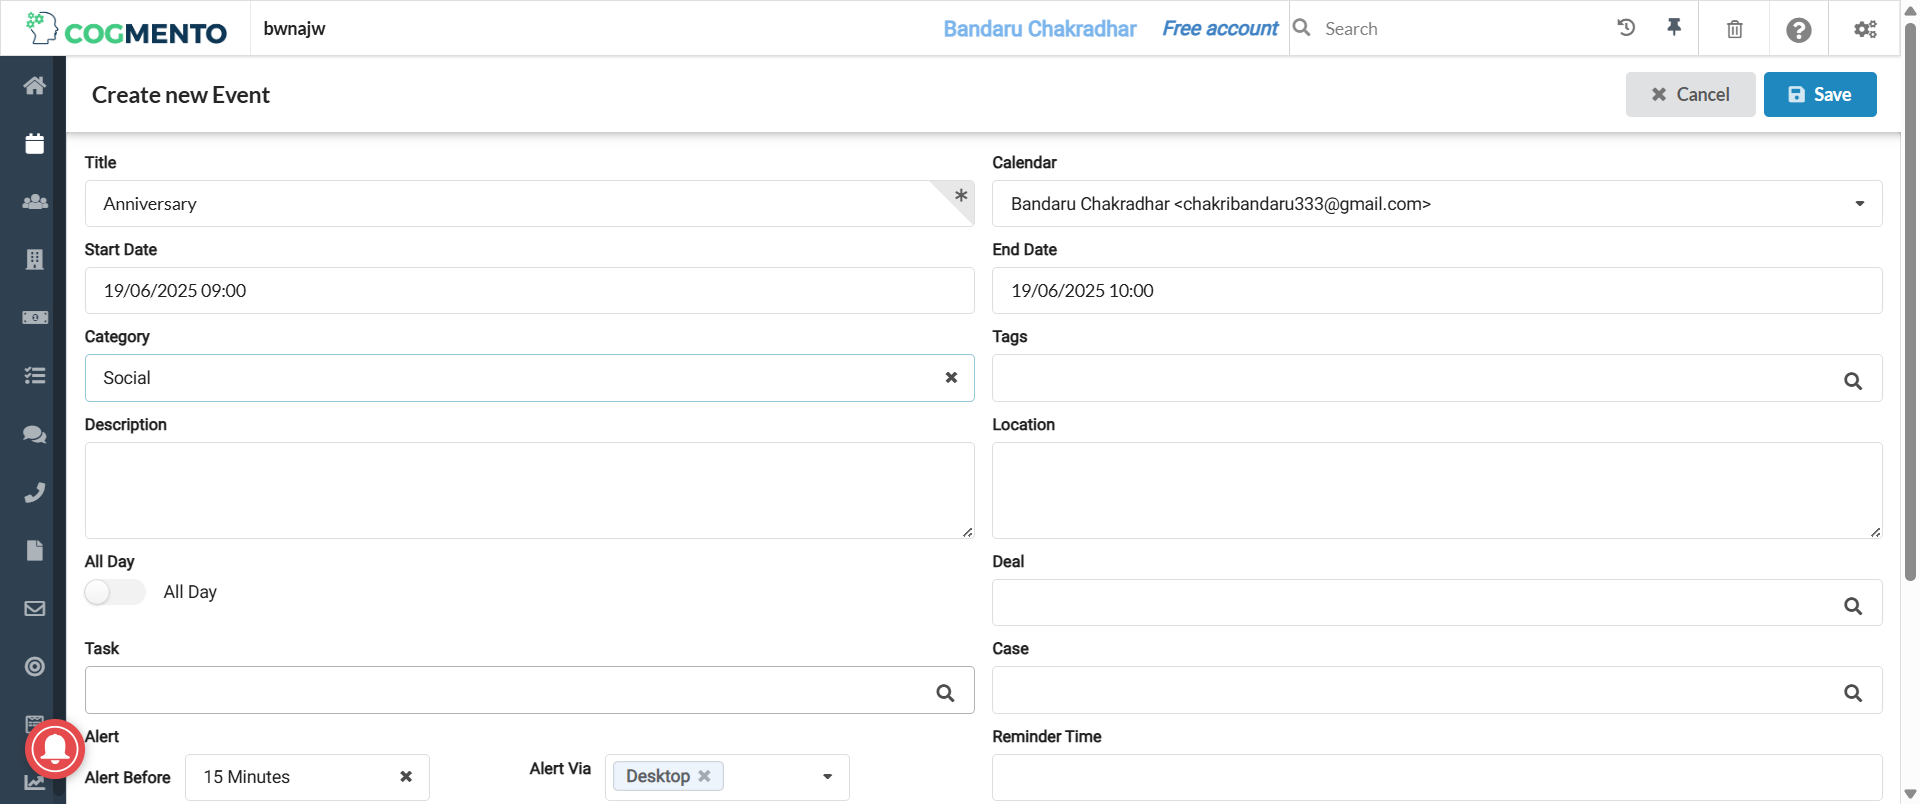 COGMENTO
bwnajw
Bandaru Chakradhar
Free account
Search
Create new Event
Cancel
Save
Title
Calendar
Anniversary
*
Bandaru Chakradhar <chakribandaru333@gmail.com>
Start Date
End Date
19/06/2025 09:00
19/06/2025 10:00
Category
Tags
Social
Description
Location
All Day
All Day
Deal
Task
Case
Alert
Reminder Time
Alert Before
15 Minutes
Alert Via
Desktop